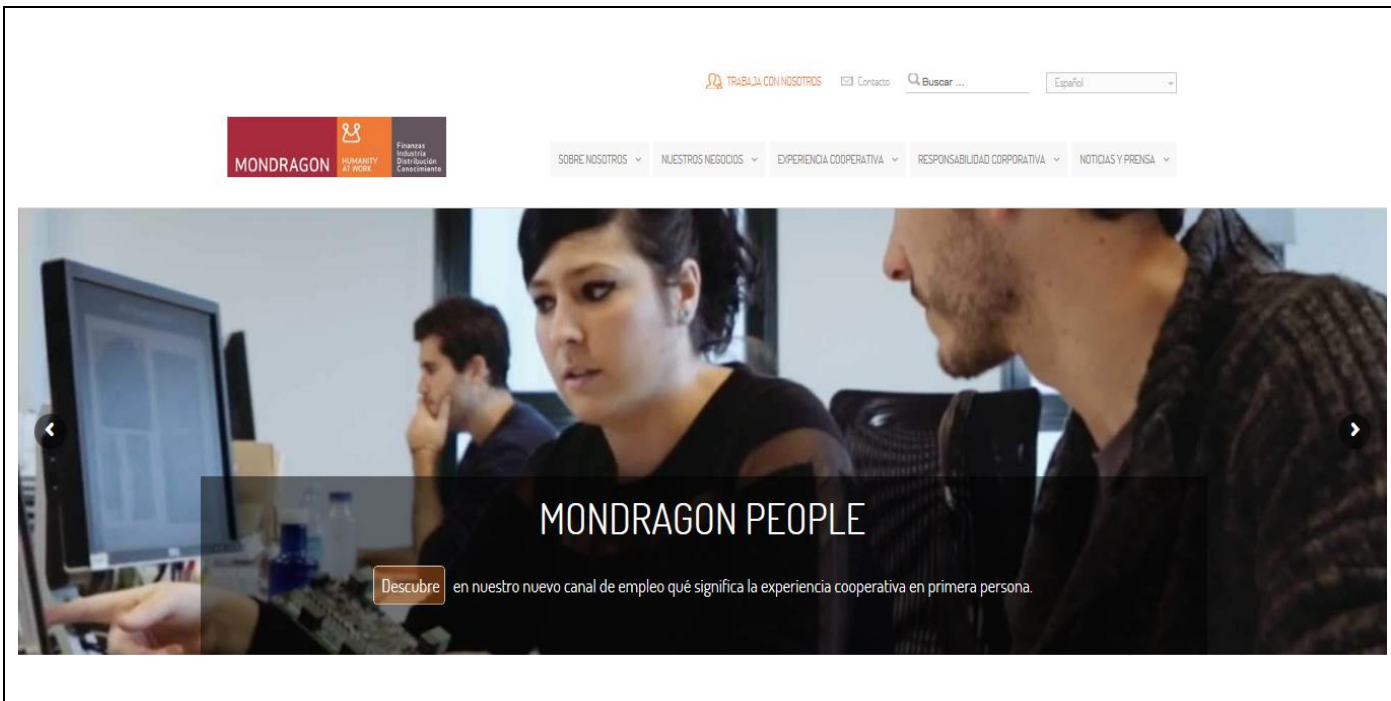 TRABAJA CON NOSOTROS Contacto Buscar ... Español
MONDRAGON
HUMANITY
AT WORK
Finanzas
Industria
Distribución
Conocimiento
SOBRE NOSOTROS NUESTROS NEGOCIOS EXPERIENCIA COOPERATIVA RESPONSABILIDAD CORPORATIVA NOTICIAS Y PRENSA
MONDRAGON PEOPLE
Descubre en nuestro nuevo canal de empleo qué significa la experiencia cooperativa en primera persona.